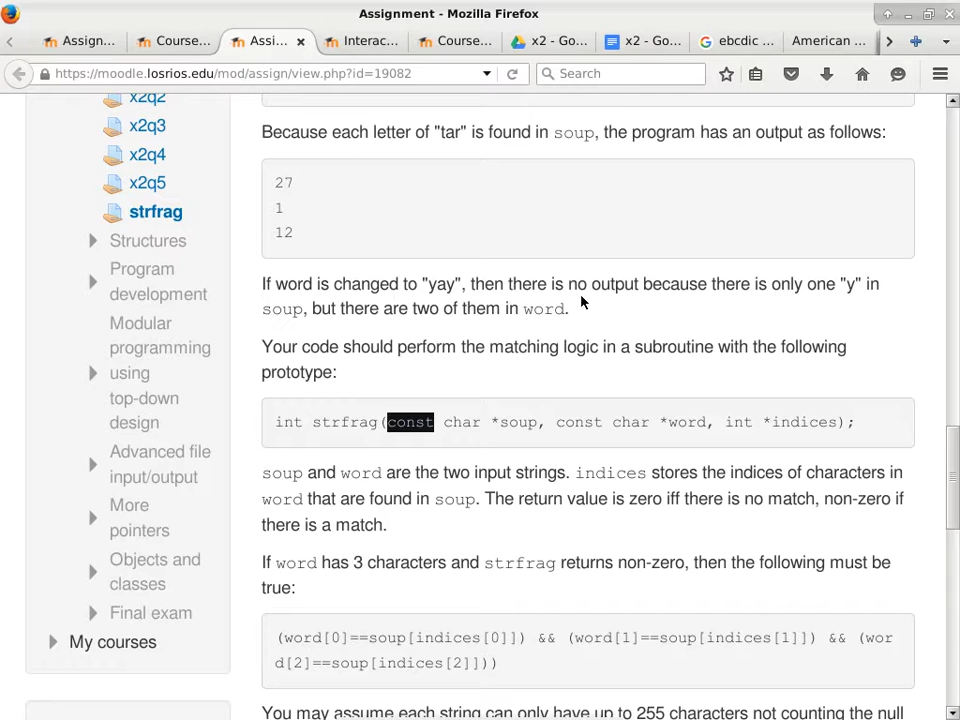 Assignment - Mozilla Firefox
Assign... Course... Assi... Interac... Course... x2 - Go... x2 - Go... ebcdic ... American ...
https://moodle.losrios.edu/mod/assign/view.php?id=19082 Search
x2q2
x2q3
x2q4
x2q5
strfrag
Structures
Program
development
Modular
programming
using
top-down
design
Advanced file
input/output
More
pointers
Objects and
classes
Final exam
My courses
Because each letter of "tar" is found in soup, the program has an output as follows:
27
1
12
If word is changed to "yay", then there is no output because there is only one "y" in
soup, but there are two of them in word.
Your code should perform the matching logic in a subroutine with the following
prototype:
int strfrag(const char *soup, const char *word, int *indices);
soup and word are the two input strings. indices stores the indices of characters in
word that are found in soup. The return value is zero iff there is no match, non-zero if
there is a match.
If word has 3 characters and strfrag returns non-zero, then the following must be
true:
(word[0]==soup[indices[0]]) && (word[1]==soup[indices[1]]) && (wor
d[2]==soup[indices[2]]))
You may assume each string can only have up to 255 characters not counting the null